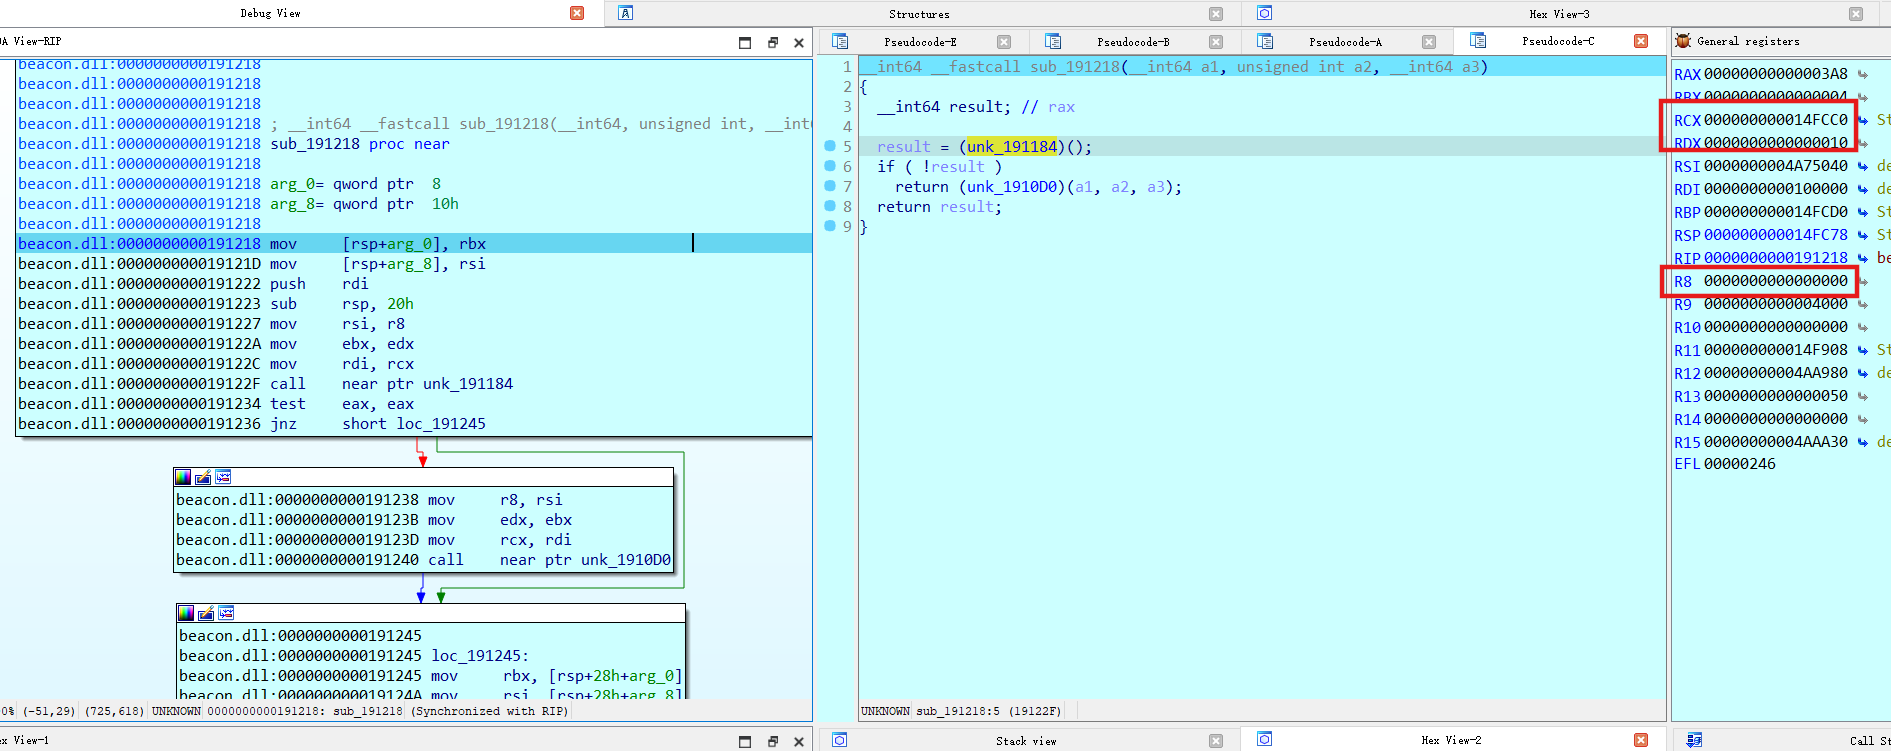 Debug View
Structures
Hex View-3
DA View-RIP
Pseudocode-E
Pseudocode-B
Pseudocode-A
Pseudocode-C
General registers
beacon.dll:0000000000191218
beacon.dll:0000000000191218
beacon.dll:0000000000191218
beacon.dll:0000000000191218 ; __int64 __fastcall sub_191218(__int64, unsigned int, __int6
beacon.dll:0000000000191218 sub_191218 proc near
beacon.dll:0000000000191218
beacon.dll:0000000000191218 arg_0= qword ptr  8
beacon.dll:0000000000191218 arg_8= qword ptr  10h
beacon.dll:0000000000191218
beacon.dll:0000000000191218 mov     [rsp+arg_0], rbx
beacon.dll:000000000019121D mov     [rsp+arg_8], rsi
beacon.dll:0000000000191222 push    rdi
beacon.dll:0000000000191223 sub     rsp, 20h
beacon.dll:0000000000191227 mov     rsi, r8
beacon.dll:000000000019122A mov     ebx, edx
beacon.dll:000000000019122C mov     rdi, rcx
beacon.dll:000000000019122F call    near ptr unk_191184
beacon.dll:0000000000191234 test    eax, eax
beacon.dll:0000000000191236 jnz     short loc_191245
beacon.dll:0000000000191238 mov     r8, rsi
beacon.dll:000000000019123B mov     edx, ebx
beacon.dll:000000000019123D mov     rcx, rdi
beacon.dll:0000000000191240 call    near ptr unk_1910D0
beacon.dll:0000000000191245
beacon.dll:0000000000191245 loc_191245:
beacon.dll:0000000000191245 mov     rbx, [rsp+28h+arg_0]
beacon.dll:000000000019124A mov     rsi, [rsp+28h+arg_8]
00% (-51,29) (725,618) UNKNOWN 0000000000191218: sub_191218 (Synchronized with RIP)
1 __int64 __fastcall sub_191218(__int64 a1, unsigned int a2, __int64 a3)
2 {
3   __int64 result; // rax
4
5   result = (unk_191184)();
6   if ( !result )
7     return (unk_1910D0)(a1, a2, a3);
8   return result;
9 }
UNKNOWN sub_191218:5 (19122F)
RAX 00000000000003A8
RBX 0000000000000004
RCX 000000000014FCC0 St
RDX 0000000000000010
RSI 0000000004A75040 de
RDI 0000000000100000 de
RBP 000000000014FCD0 St
RSP 000000000014FC78 St
RIP 0000000000191218 be
R8 0000000000000000
R9 0000000000004000
R10 0000000000000000
R11 000000000014F908 St
R12 00000000004AA980 de
R13 0000000000000050
R14 0000000000000000
R15 00000000004AAA30 de
EFL 00000246
ex View-1
Stack view
Hex View-2
Call St